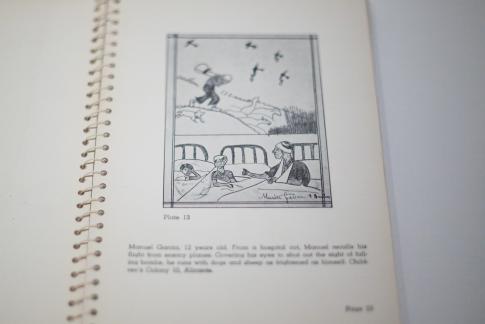 Manuel Garcia
Plate 13
Manuel Garcia, 12 years old. From a hospital cot, Manuel recalls his
flight from enemy planes. Covering his eyes to shut out the sight of fall-
ing bombs, he runs with dogs and sheep as frightened as himself. Child-
ren's Colony, Alicante.
Page